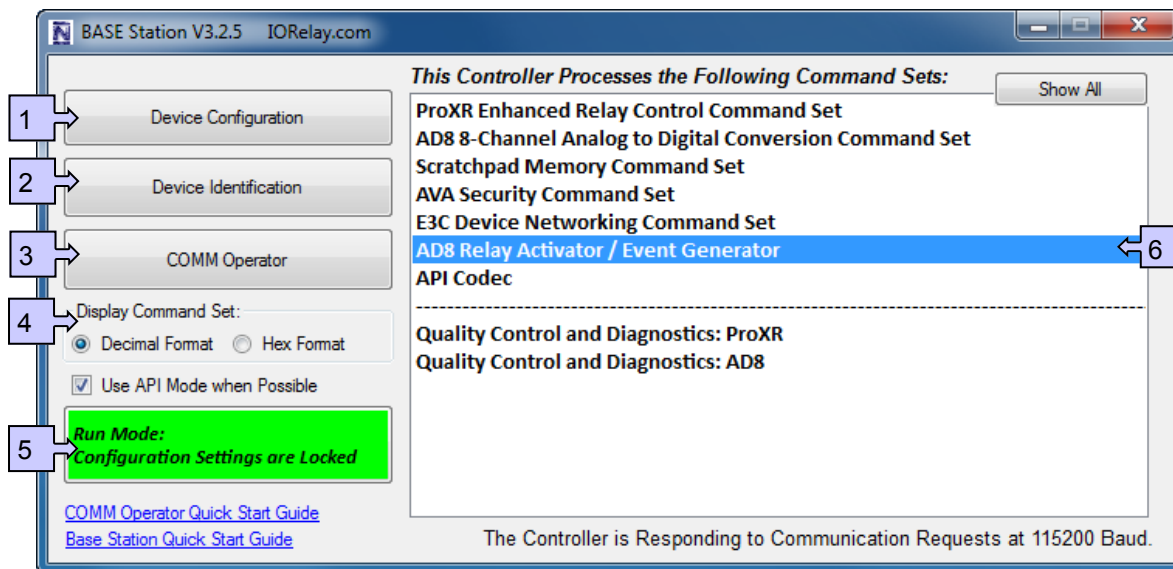 BASE Station V3.2.5 IORelay.com
This Controller Processes the Following Command Sets:
Show All
1
Device Configuration
2
Device Identification
3
COMM Operator
4
Display Command Set:
Decimal Format Hex Format
Use API Mode when Possible
5
Run Mode:
Configuration Settings are Locked
COMM Operator Quick Start Guide
Base Station Quick Start Guide
ProXR Enhanced Relay Control Command Set
AD8 8-Channel Analog to Digital Conversion Command Set
Scratchpad Memory Command Set
AVA Security Command Set
E3C Device Networking Command Set
AD8 Relay Activator / Event Generator
6
API Codec
Quality Control and Diagnostics: ProXR
Quality Control and Diagnostics: AD8
The Controller is Responding to Communication Requests at 115200 Baud.